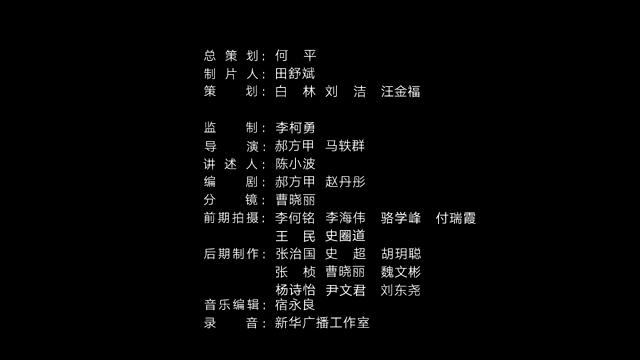 总策划：何 平
制片人：田舒斌
策 划：白 林 刘 洁 汪金福
监 制：李柯勇
导 演：郝方甲 马轶群
讲述人：陈小波
编 剧：郝方甲 赵丹彤
分 镜：曹晓丽
前期拍摄：李何铭 李海伟 骆学峰 付瑞霞
王 民 史圈道
后期制作：张治国 史 超 胡玥聪
张 桢 曹晓丽 魏文彬
杨诗怡 尹文君 刘东尧
音乐编辑：宿永良
录 音：新华广播工作室